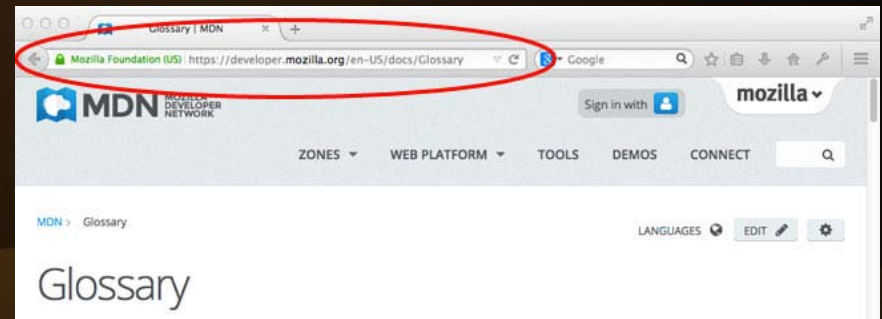 Glossary | MDN × +
Mozilla Foundation (US) https://developer.mozilla.org/en-US/docs/Glossary Google
MDN MOZILLA
DEVELOPER
NETWORK
Sign in with
mozilla
ZONES WEB PLATFORM TOOLS DEMOS CONNECT
MDN > Glossary
LANGUAGES EDIT
Glossary